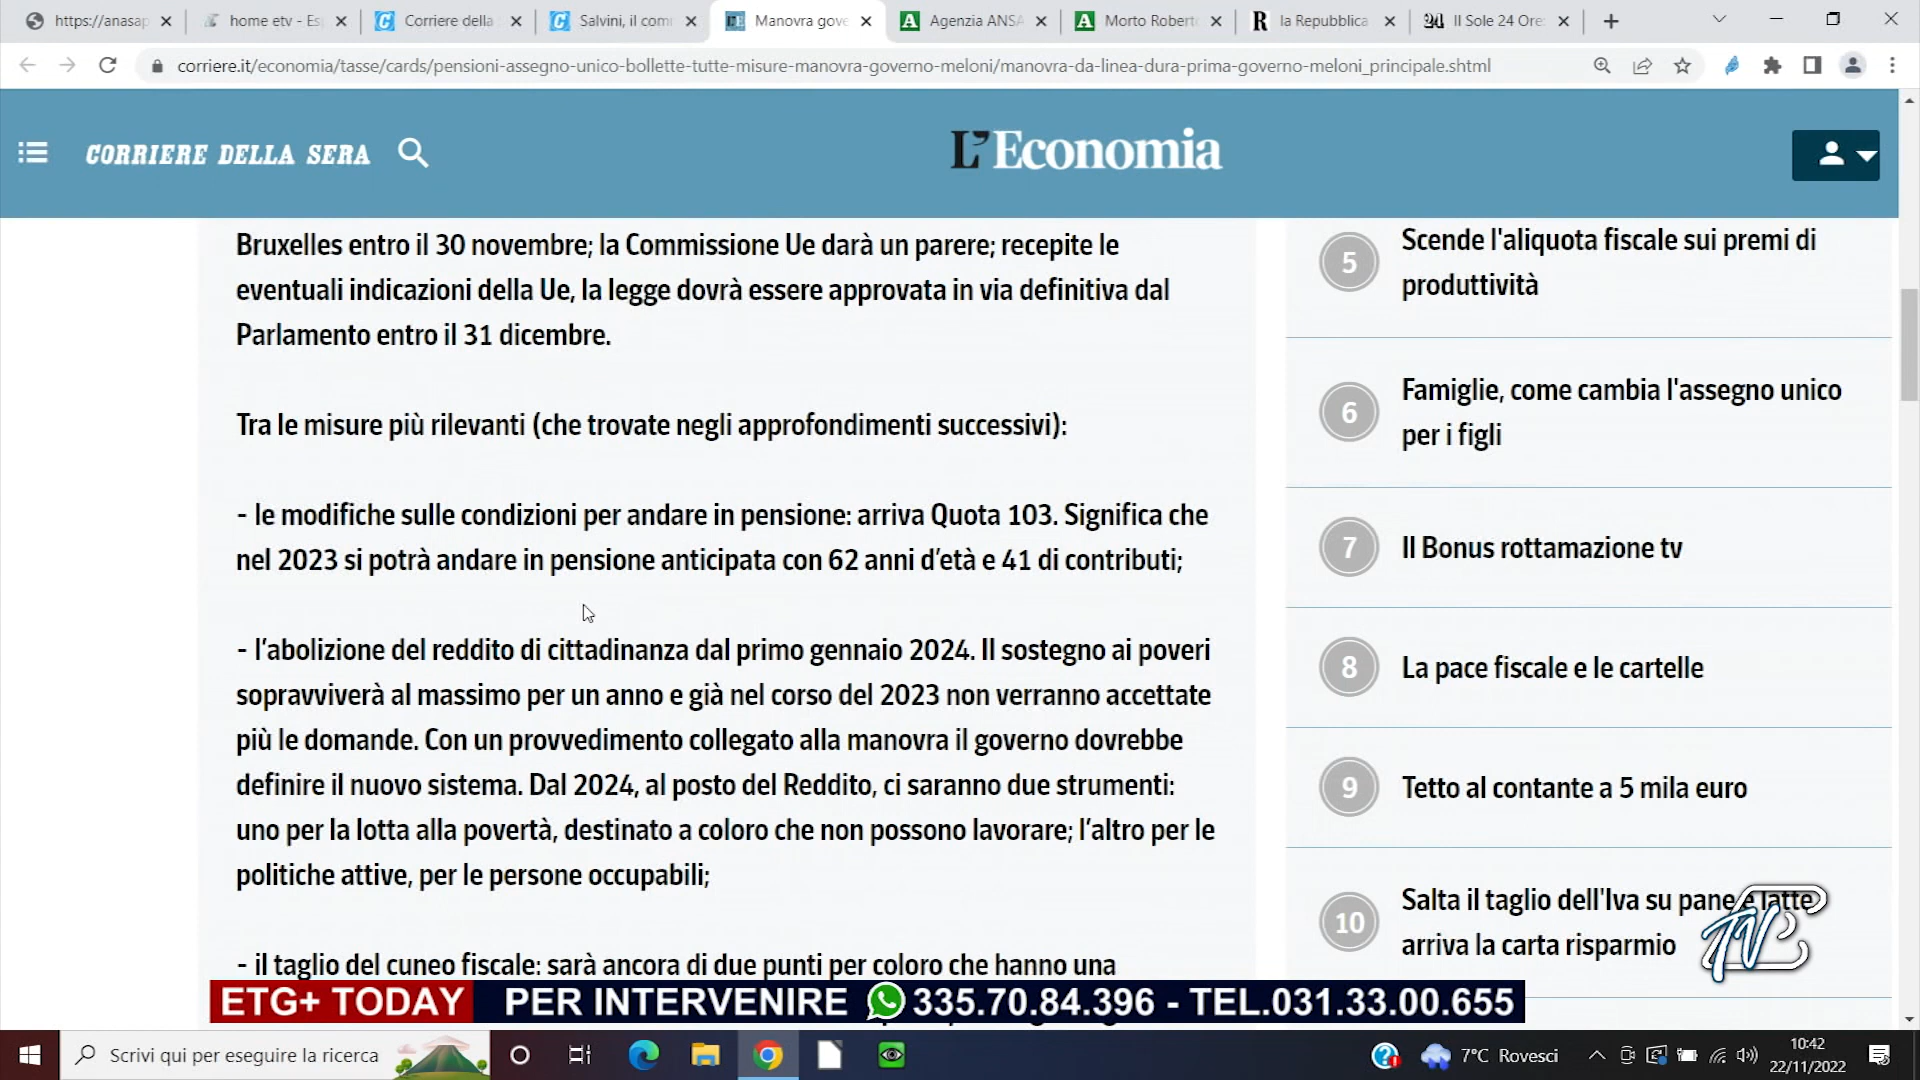 https://anasap
home etv - Es
Corriere della
Salvini, il com
Manovra gove
Agenzia ANSA
Morto Robert
la Repubblica
Il Sole 24 Ore
corriere.it/economia/tasse/cards/pensioni-assegno-unico-bollette-tutte-misure-manovra-governo-meloni/manovra-da-linea-dura-prima-governo-meloni_principale.shtml
CORRIERE DELLA SERA
L'Economia
Bruxelles entro il 30 novembre; la Commissione Ue darà un parere; recepite le
eventuali indicazioni della Ue, la legge dovrà essere approvata in via definitiva dal
Parlamento entro il 31 dicembre.
Tra le misure più rilevanti (che trovate negli approfondimenti successivi):
- le modifiche sulle condizioni per andare in pensione: arriva Quota 103. Significa che
nel 2023 si potrà andare in pensione anticipata con 62 anni d'età e 41 di contributi;
- l'abolizione del reddito di cittadinanza dal primo gennaio 2024. Il sostegno ai poveri
sopravviverà al massimo per un anno e già nel corso del 2023 non verranno accettate
più le domande. Con un provvedimento collegato alla manovra il governo dovrebbe
definire il nuovo sistema. Dal 2024, al posto del Reddito, ci saranno due strumenti:
uno per la lotta alla povertà, destinato a coloro che non possono lavorare; l'altro per le
politiche attive, per le persone occupabili;
- il taglio del cuneo fiscale: sarà ancora di due punti per coloro che hanno una
5 Scende l'aliquota fiscale sui premi di
produttività
6 Famiglie, come cambia l'assegno unico
per i figli
7 Il Bonus rottamazione tv
8 La pace fiscale e le cartelle
9 Tetto al contante a 5 mila euro
10 Salta il taglio dell'Iva su pane e latte
arriva la carta risparmio
ETG+ TODAY PER INTERVENIRE 335.70.84.396 - TEL.031.33.00.655
Scrivi qui per eseguire la ricerca
7°C Rovesci
10:42
22/11/2022